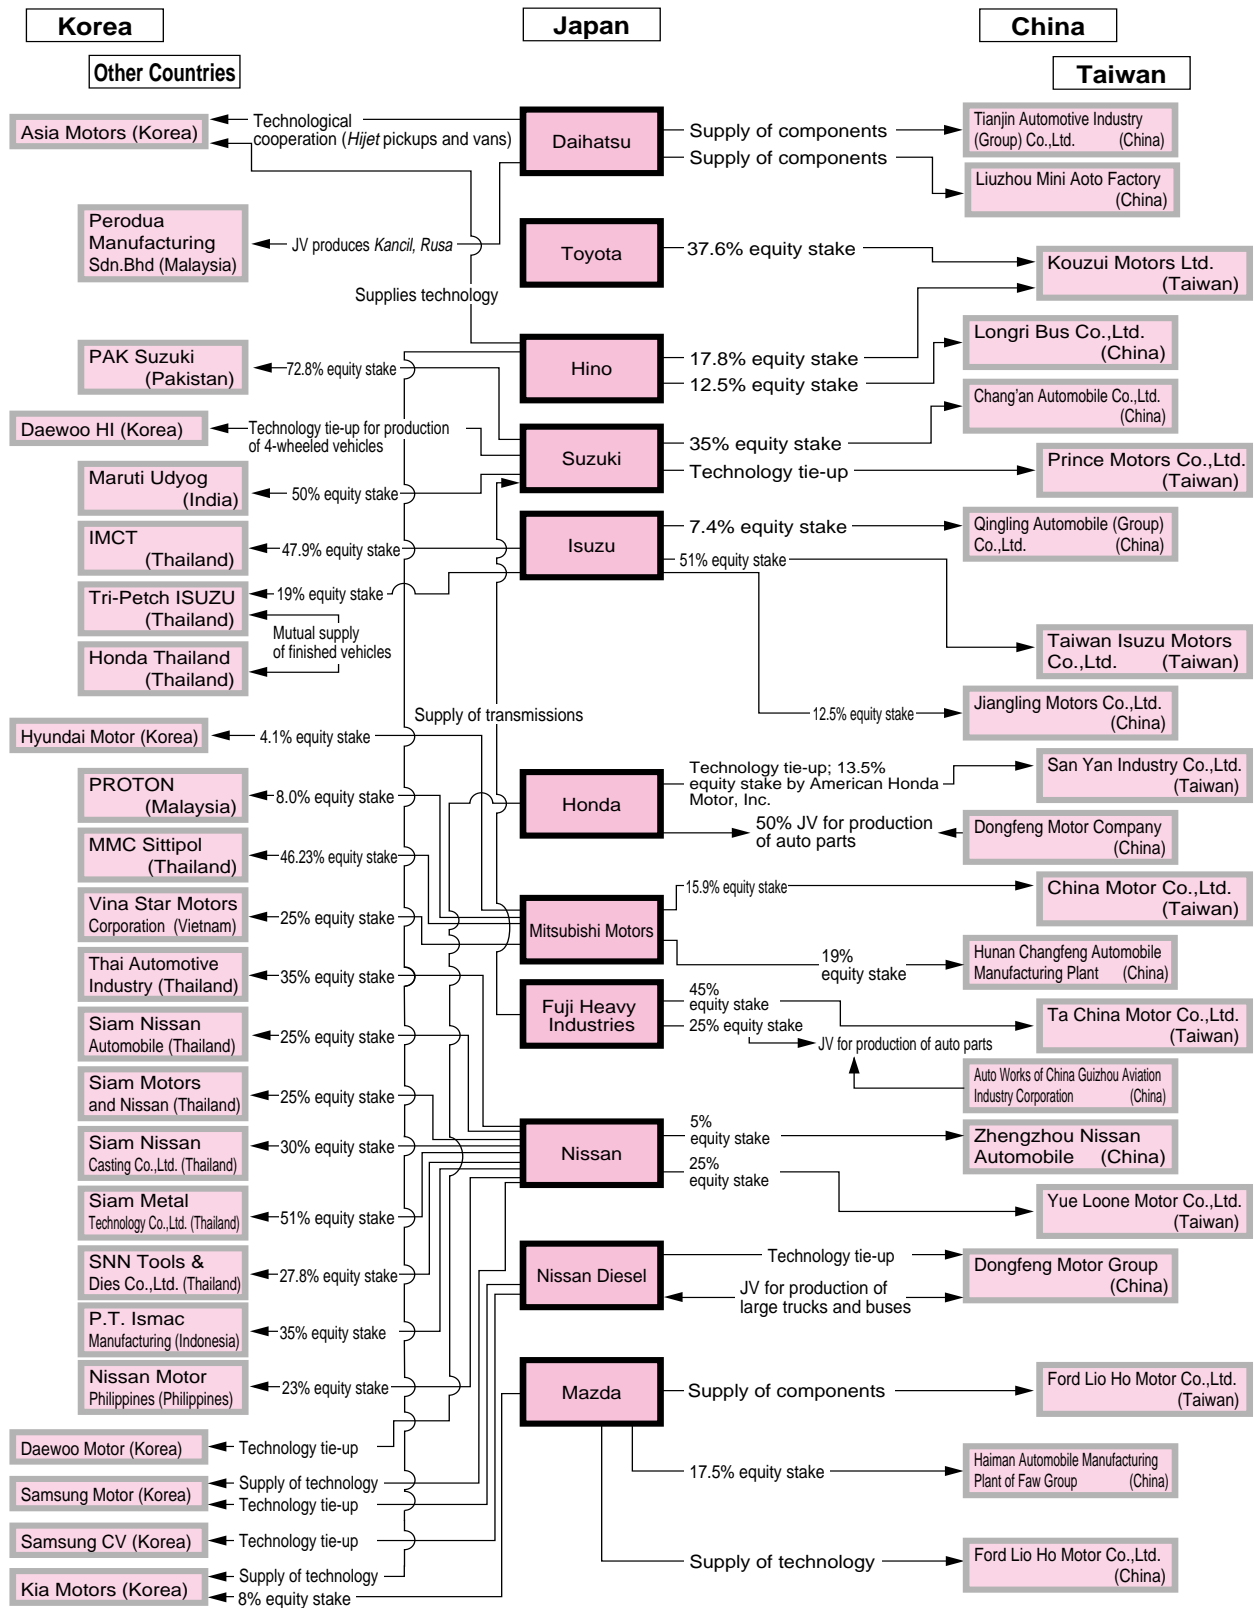 Korea
Japan
China
Other Countries
Taiwan
Asia Motors (Korea)
Technological
cooperation (Hijet pickups and vans)
Daihatsu
Supply of components
Supply of components
Tianjin Automotive Industry
(Group) Co.,Ltd. (China)
Liuzhou Mini Aoto Factory
(China)
Perodua
Manufacturing
Sdn.Bhd (Malaysia)
JV produces Kancil, Rusa
Toyota
37.6% equity stake
Kouzui Motors Ltd.
(Taiwan)
Supplies technology
PAK Suzuki
(Pakistan)
72.8% equity stake
Hino
17.8% equity stake
12.5% equity stake
Longri Bus Co.,Ltd.
(China)
Chang'an Automobile Co.,Ltd.
(China)
Daewoo HI (Korea)
Technology tie-up for production
of 4-wheeled vehicles
Suzuki
35% equity stake
Technology tie-up
Prince Motors Co.,Ltd.
(Taiwan)
Maruti Udyog
(India)
50% equity stake
IMCT
(Thailand)
47.9% equity stake
Isuzu
7.4% equity stake
51% equity stake
Qingling Automobile (Group)
Co.,Ltd. (China)
Tri-Petch ISUZU
(Thailand)
19% equity stake
Mutual supply
of finished vehicles
Honda Thailand
(Thailand)
Taiwan Isuzu Motors
Co.,Ltd. (Taiwan)
Supply of transmissions
12.5% equity stake
Jiangling Motors Co.,Ltd.
(China)
Hyundai Motor (Korea)
4.1% equity stake
PROTON
(Malaysia)
8.0% equity stake
Honda
Technology tie-up; 13.5%
equity stake by American Honda
Motor, Inc.
San Yan Industry Co.,Ltd.
(Taiwan)
50% JV for production
of auto parts
Dongfeng Motor Company
(China)
MMC Sittipol
(Thailand)
46.23% equity stake
Vina Star Motors
Corporation (Vietnam)
25% equity stake
Mitsubishi Motors
15.9% equity stake
China Motor Co.,Ltd.
(Taiwan)
19%
equity stake
Hunan Changfeng Automobile
Manufacturing Plant (China)
Thai Automotive
Industry (Thailand)
35% equity stake
Fuji Heavy
Industries
45%
equity stake
25% equity stake
Ta China Motor Co.,Ltd.
(Taiwan)
JV for production of auto parts
Auto Works of China Guizhou Aviation
Industry Corporation (China)
Siam Nissan
Automobile (Thailand)
25% equity stake
Siam Motors
and Nissan (Thailand)
25% equity stake
Siam Nissan
Casting Co.,Ltd. (Thailand)
30% equity stake
Nissan
5%
equity stake
25%
equity stake
Zhengzhou Nissan
Automobile (China)
Yue Loone Motor Co.,Ltd.
(Taiwan)
Siam Metal
Technology Co.,Ltd. (Thailand)
51% equity stake
SNN Tools &
Dies Co.,Ltd. (Thailand)
27.8% equity stake
Nissan Diesel
Technology tie-up
JV for production of
large trucks and buses
Dongfeng Motor Group
(China)
P.T. Ismac
Manufacturing (Indonesia)
35% equity stake
Nissan Motor
Philippines (Philippines)
23% equity stake
Mazda
Supply of components
Ford Lio Ho Motor Co.,Ltd.
(Taiwan)
Daewoo Motor (Korea)
Technology tie-up
17.5% equity stake
Haiman Automobile Manufacturing
Plant of Faw Group (China)
Samsung Motor (Korea)
Supply of technology
Technology tie-up
Samsung CV (Korea)
Technology tie-up
Supply of technology
Ford Lio Ho Motor Co.,Ltd.
(China)
Kia Motors (Korea)
Supply of technology
8% equity stake